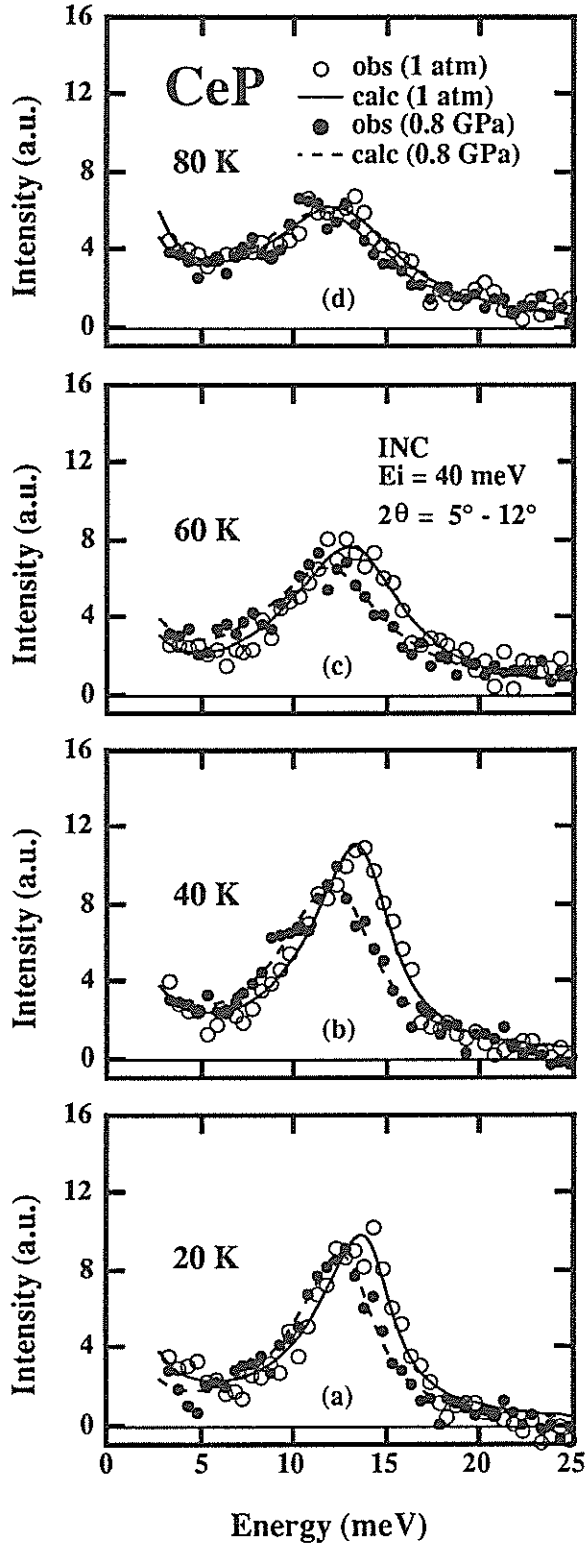 16
12
8
4
0
Intensity (a.u.)
CeP
80 K
obs (1 atm)
calc (1 atm)
obs (0.8 GPa)
calc (0.8 GPa)
(d)
16
12
8
4
0
Intensity (a.u.)
60 K
INC
Ei = 40 meV
2θ = 5° - 12°
(c)
16
12
8
4
0
Intensity (a.u.)
40 K
(b)
16
12
8
4
0
Intensity (a.u.)
20 K
(a)
0 5 10 15 20 25
Energy (meV)